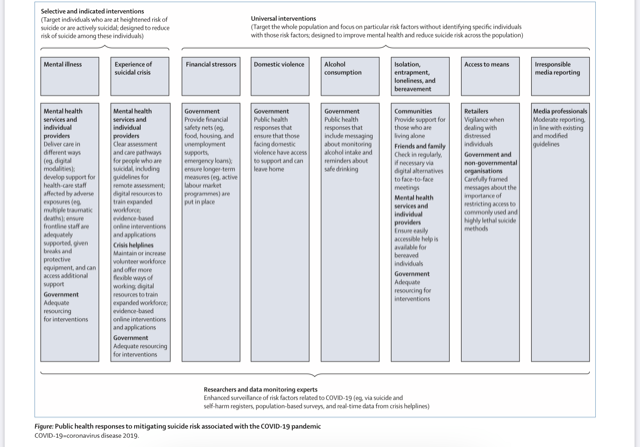 Selective and indicated interventions
(Target individuals who are at heightened risk of
suicide or are actively suicidal; designed to reduce
risk of suicide among these individuals)
Universal interventions
(Target the whole population and focus on particular risk factors without identifying specific individuals
with those risk factors; designed to improve mental health and reduce suicide risk across the population)
Mental illness
Experience of
suicidal crisis
Financial stressors
Domestic violence
Alcohol
consumption
Isolation,
entrapment,
loneliness, and
bereavement
Access to means
Irresponsible
media reporting
Mental health
services and
individual
providers
Deliver care in
different ways
(eg, digital
modalities);
develop support for
health-care staff
affected by adverse
exposures (eg,
multiple traumatic
deaths); ensure
frontline staff are
adequately
supported, given
breaks and
protective
equipment, and can
access additional
support
Government
Adequate
resourcing
for interventions
Mental health
services and
individual
providers
Clear assessment
and care pathways
for people who are
suicidal, including
guidelines for
remote assessment;
digital resources to
train expanded
workforce;
evidence-based
online interventions
and applications
Crisis helplines
Maintain or increase
volunteer workforce
and offer more
flexible ways of
working; digital
resources to train
expanded workforce;
evidence-based
online interventions
and applications
Government
Adequate resourcing
for interventions
Government
Provide financial
safety nets (eg,
food, housing, and
unemployment
supports,
emergency loans);
ensure longer-term
measures (eg, active
labour market
programmes) are
put in place
Government
Public health
responses that
ensure that those
facing domestic
violence have access
to support and can
leave home
Government
Public health
responses that
include messaging
about monitoring
alcohol intake and
reminders about
safe drinking
Communities
Provide support for
those who are
living alone
Friends and family
Check in regularly,
if necessary via
digital alternatives
to face-to-face
meetings
Mental health
services and
individual
providers
Ensure easily
accessible help is
available for
bereaved
individuals
Government
Adequate
resourcing for
interventions
Retailers
Vigilance when
dealing with
distressed
individuals
Government and
non-governmental
organisations
Carefully framed
messages about the
importance of
restricting access to
commonly used and
highly lethal suicide
methods
Media professionals
Moderate reporting,
in line with existing
and modified
guidelines
Researchers and data monitoring experts
Enhanced surveillance of risk factors related to COVID-19 (eg, via suicide and
self-harm registers, population-based surveys, and real-time data from crisis helplines)
Figure: Public health responses to mitigating suicide risk associated with the COVID-19 pandemic
COVID-19=coronavirus disease 2019.